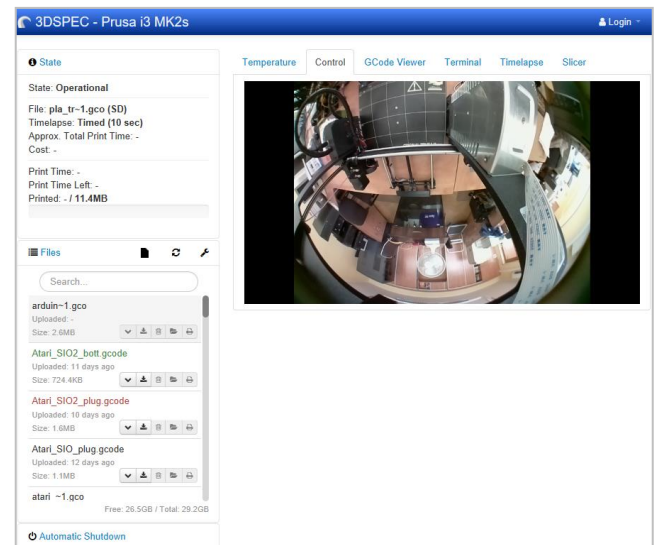 3DSPEC - Prusa i3 MK2s
Login
State
Temperature
Control
GCode Viewer
Terminal
Timelapse
Slicer
State: Operational
File: pla_tr~1.gco (SD)
Timelapse: Timed (10 sec)
Approx. Total Print Time: -
Cost: -
Print Time: -
Print Time Left: -
Printed: - / 11.4MB
Files
Search...
arduin~1.gco
Uploaded: -
Size: 2.6MB
Atari_SIO2_bott.gcode
Uploaded: 11 days ago
Size: 724.4KB
Atari_SIO2_plug.gcode
Uploaded: 10 days ago
Size: 1.6MB
Atari_SIO_plug.gcode
Uploaded: 12 days ago
Size: 1.1MB
atari_~1.gco
Free: 26.5GB / Total: 29.2GB
Automatic Shutdown